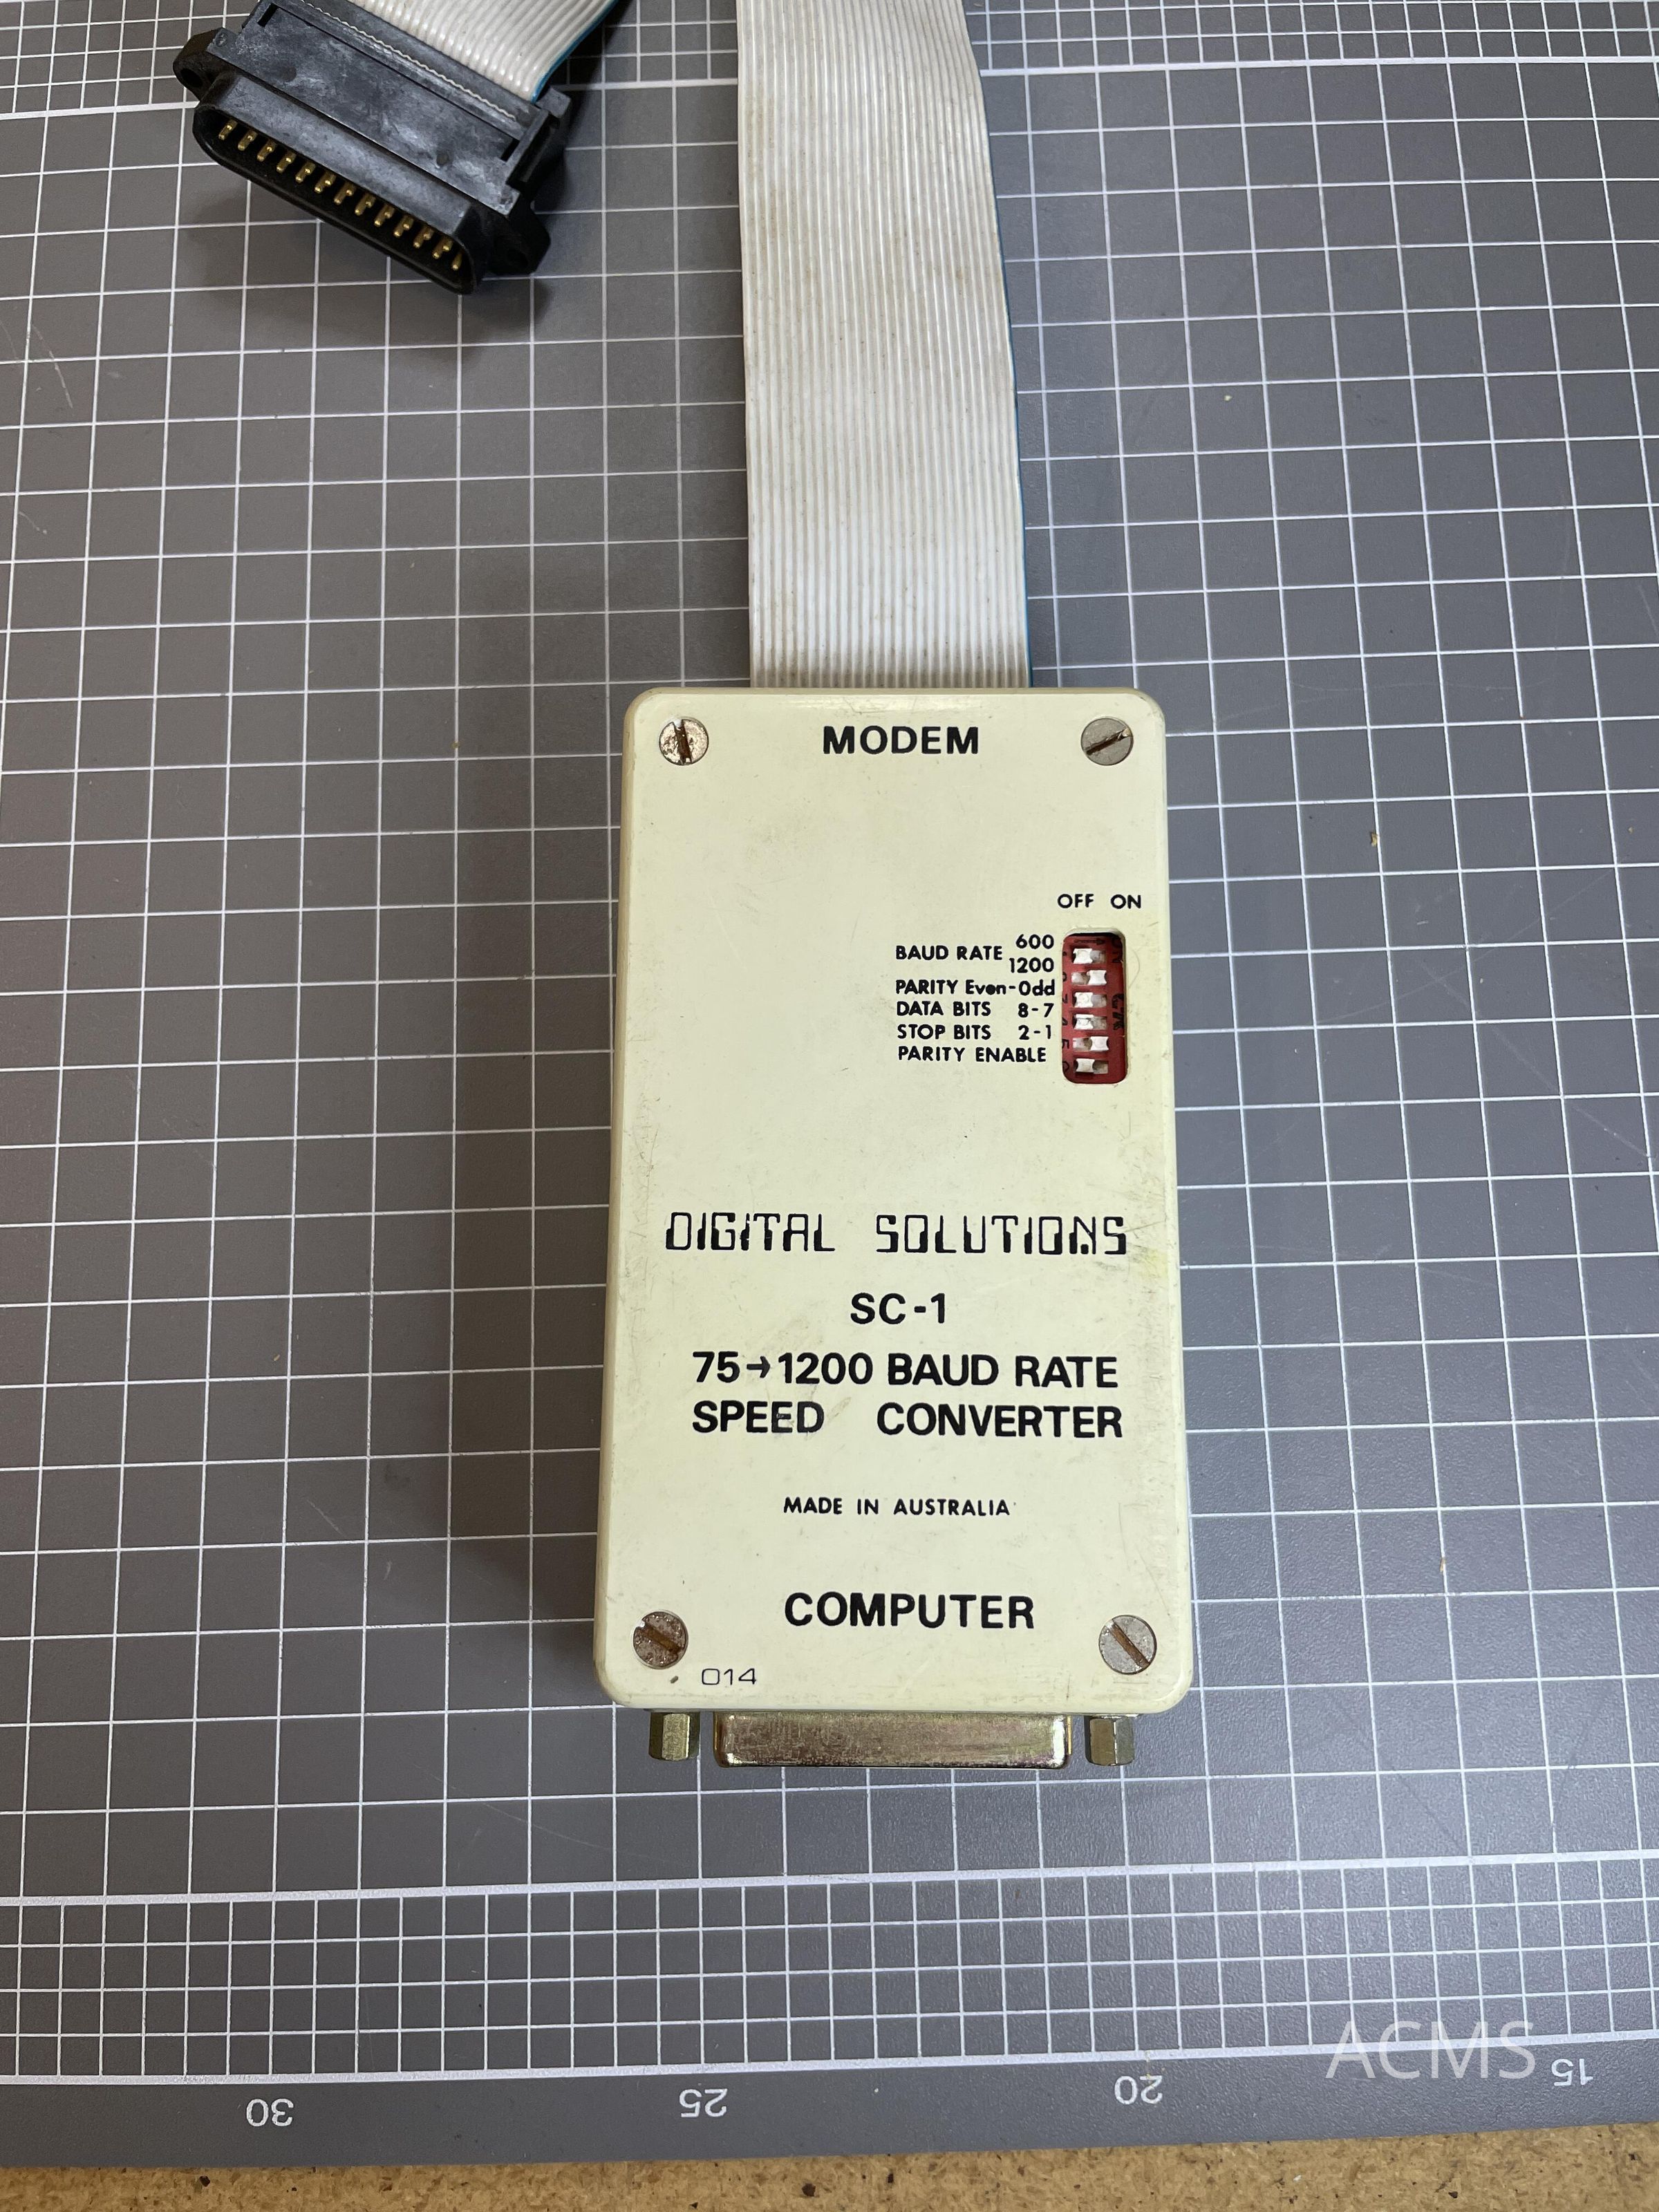 MODEM
OFF ON
BAUD RATE 600
1200
PARITY Even-Odd
DATA BITS 8-7
STOP BITS 2-1
PARITY ENABLE
DIGITAL SOLUTIONS
SC-1
75→1200 BAUD RATE
SPEED CONVERTER
MADE IN AUSTRALIA
COMPUTER
014
ACMS
30 25 20 15